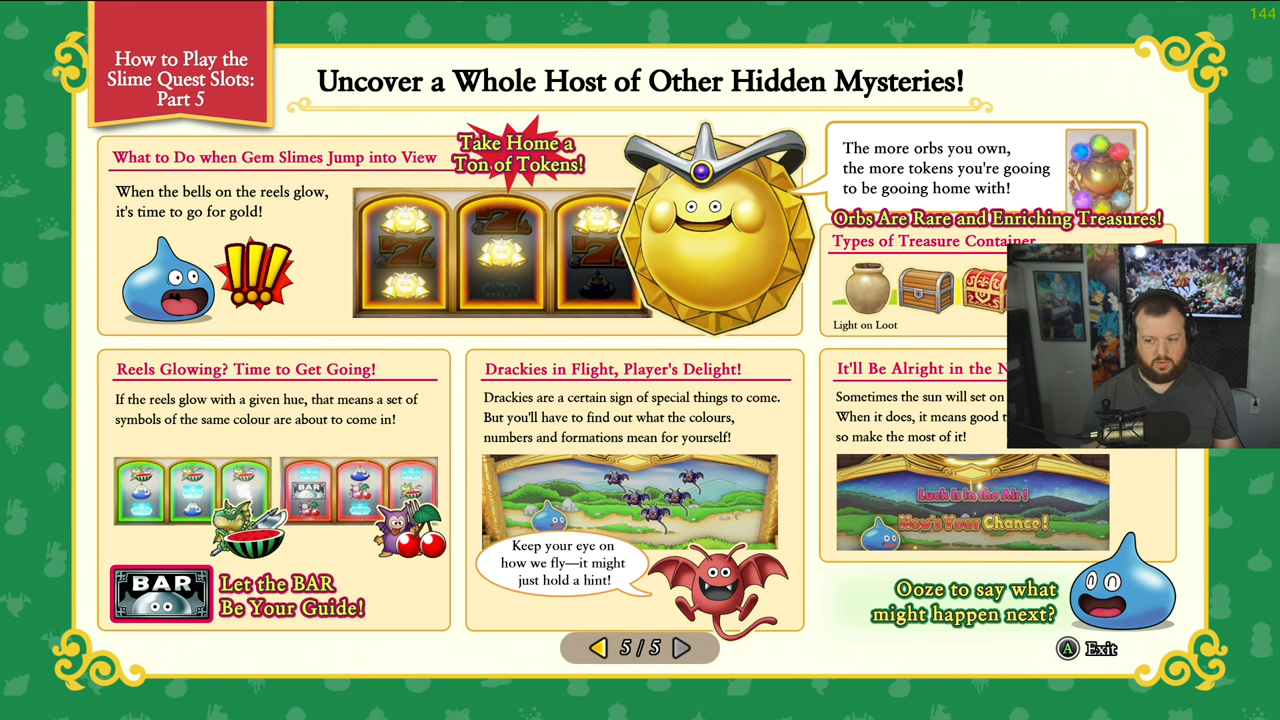 144
How to Play the
Slime Quest Slots:
Part 5
Uncover a Whole Host of Other Hidden Mysteries!
What to Do when Gem Slimes Jump into View
Take Home a
Ton of Tokens!
When the bells on the reels glow,
it's time to go for gold!
!!!
The more orbs you own,
the more tokens you're gooing
to be gooing home with!
Orbs Are Rare and Enriching Treasures!
Types of Treasure Container
Light on Loot
Reels Glowing? Time to Get Going!
If the reels glow with a given hue, that means a set of
symbols of the same colour are about to come in!
BAR
BAR
Let the BAR
Be Your Guide!
Drackies in Flight, Player's Delight!
Drackies are a certain sign of special things to come.
But you'll have to find out what the colours,
numbers and formations mean for yourself!
Keep your eye on
how we fly—it might
just hold a hint!
It'll Be Alright in the N
Sometimes the sun will set on
When it does, it means good t
so make the most of it!
Luck Is in the Air!
Now's Your Chance!
Ooze to say what
might happen next?
5 / 5
A Exit